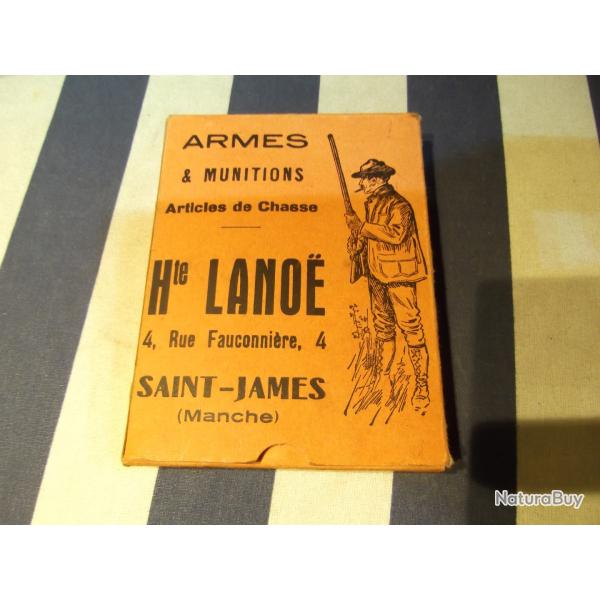 ARMES
& MUNITIONS
Articles de Chasse
Hte LANOË
4, Rue Fauconnière, 4
SAINT-JAMES
(Manche)
NaturaBuy